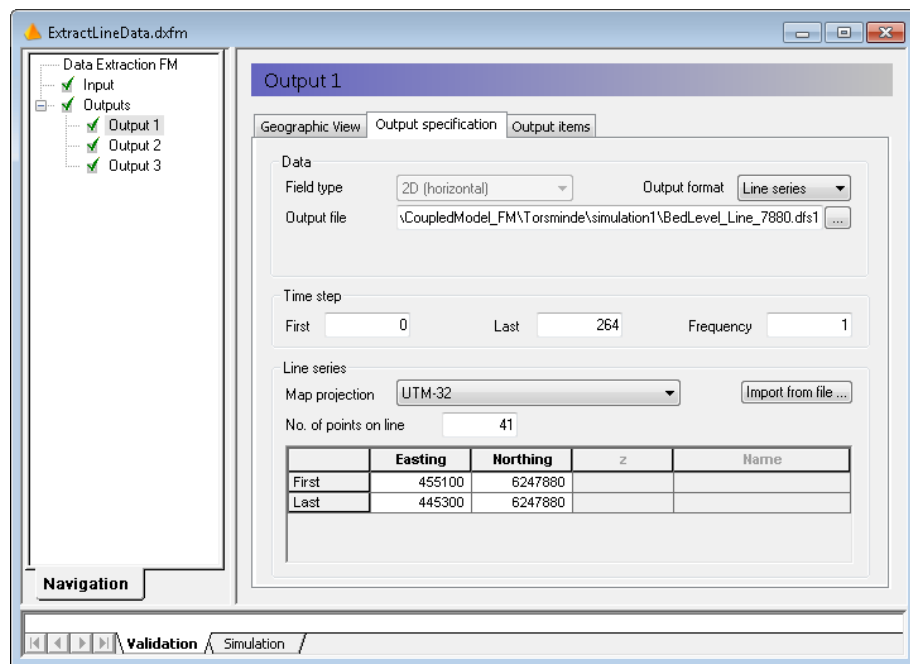 ExtractLineData.dxfm
Data Extraction FM
Input
Outputs
Output 1
Output 2
Output 3
Navigation
Output 1
Geographic View Output specification Output items
Data
Field type 2D (horizontal) Output format Line series
Output file \CoupledModel_FM\Torsminde\simulation1\BedLevel_Line_7880.dfs1 ...
Time step
First 0 Last 264 Frequency 1
Line series
Map projection UTM-32 Import from file ...
No. of points on line 41
Easting Northing z Name
First 455100 6247880
Last 445300 6247880
Validation Simulation